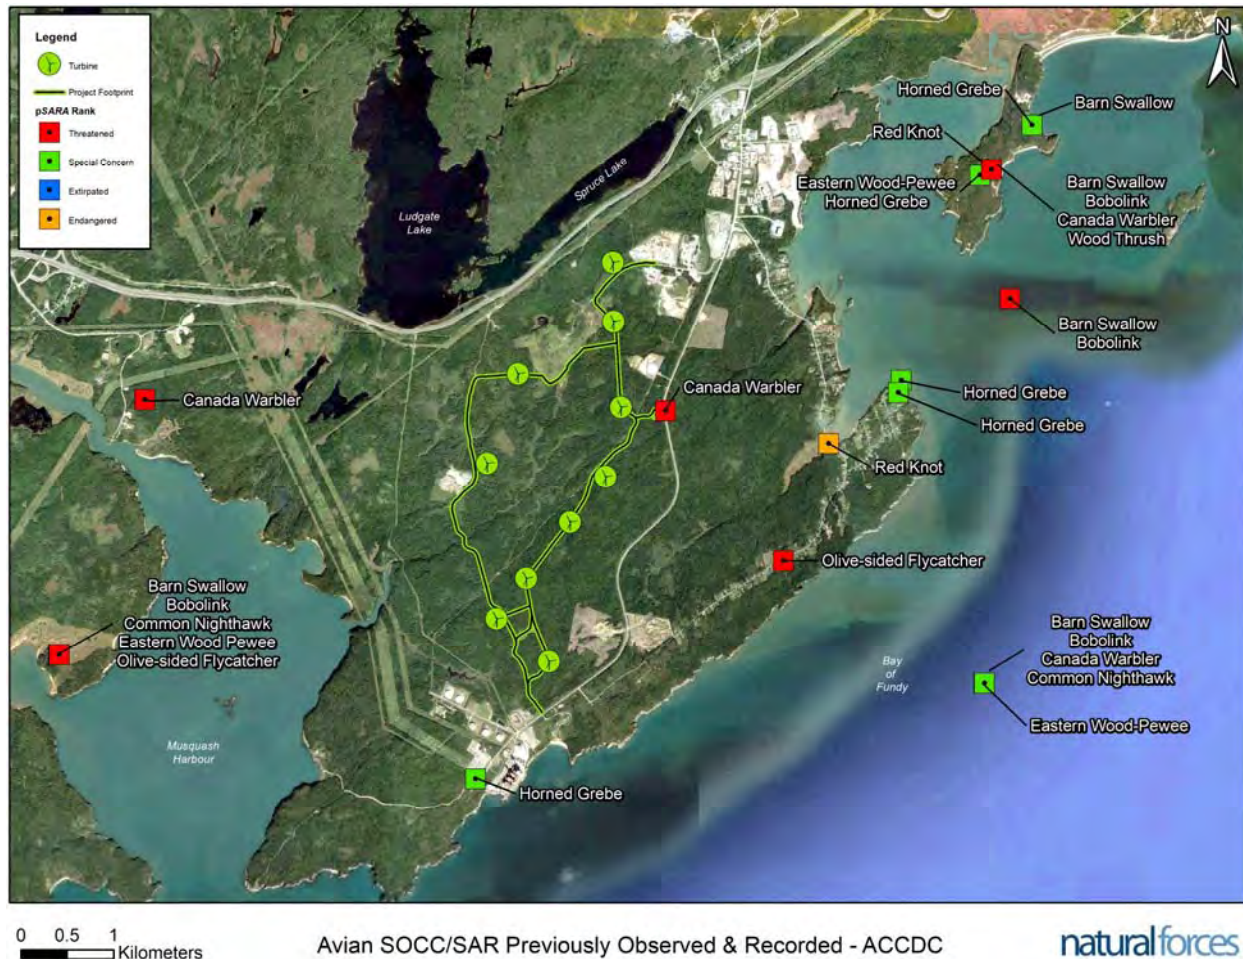 Legend
Turbine
Project Footprint
pSARA Rank
Threatened
Special Concern
Extirpated
Endangered
N
Ludgate
Lake
Spruce Lake
Horned Grebe
Barn Swallow
Red Knot
Eastern Wood-Pewee
Horned Grebe
Barn Swallow
Bobolink
Canada Warbler
Wood Thrush
Barn Swallow
Bobolink
Canada Warbler
Canada Warbler
Horned Grebe
Horned Grebe
Red Knot
Olive-sided Flycatcher
Barn Swallow
Bobolink
Common Nighthawk
Eastern Wood Pewee
Olive-sided Flycatcher
Barn Swallow
Bobolink
Canada Warbler
Common Nighthawk
Eastern Wood-Pewee
Bay
of
Fundy
Musquash
Harbour
Horned Grebe
0 0.5 1
Kilometers
Avian SOCC/SAR Previously Observed & Recorded - ACCDC
naturalforces